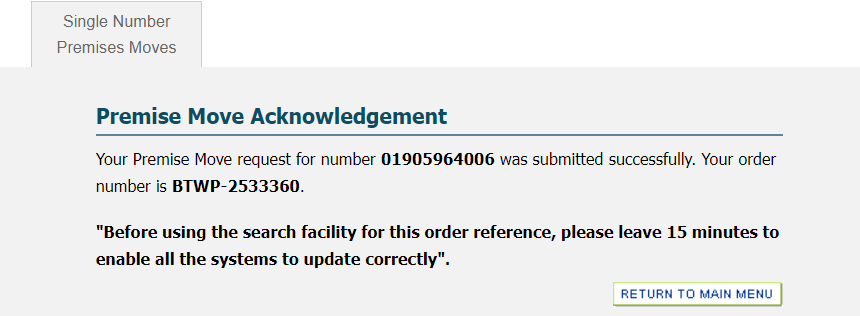 Single Number
Premises Moves
Premise Move Acknowledgement
Your Premise Move request for number 01905964006 was submitted successfully. Your order
number is BTWP-2533360.
"Before using the search facility for this order reference, please leave 15 minutes to
enable all the systems to update correctly".
RETURN TO MAIN MENU